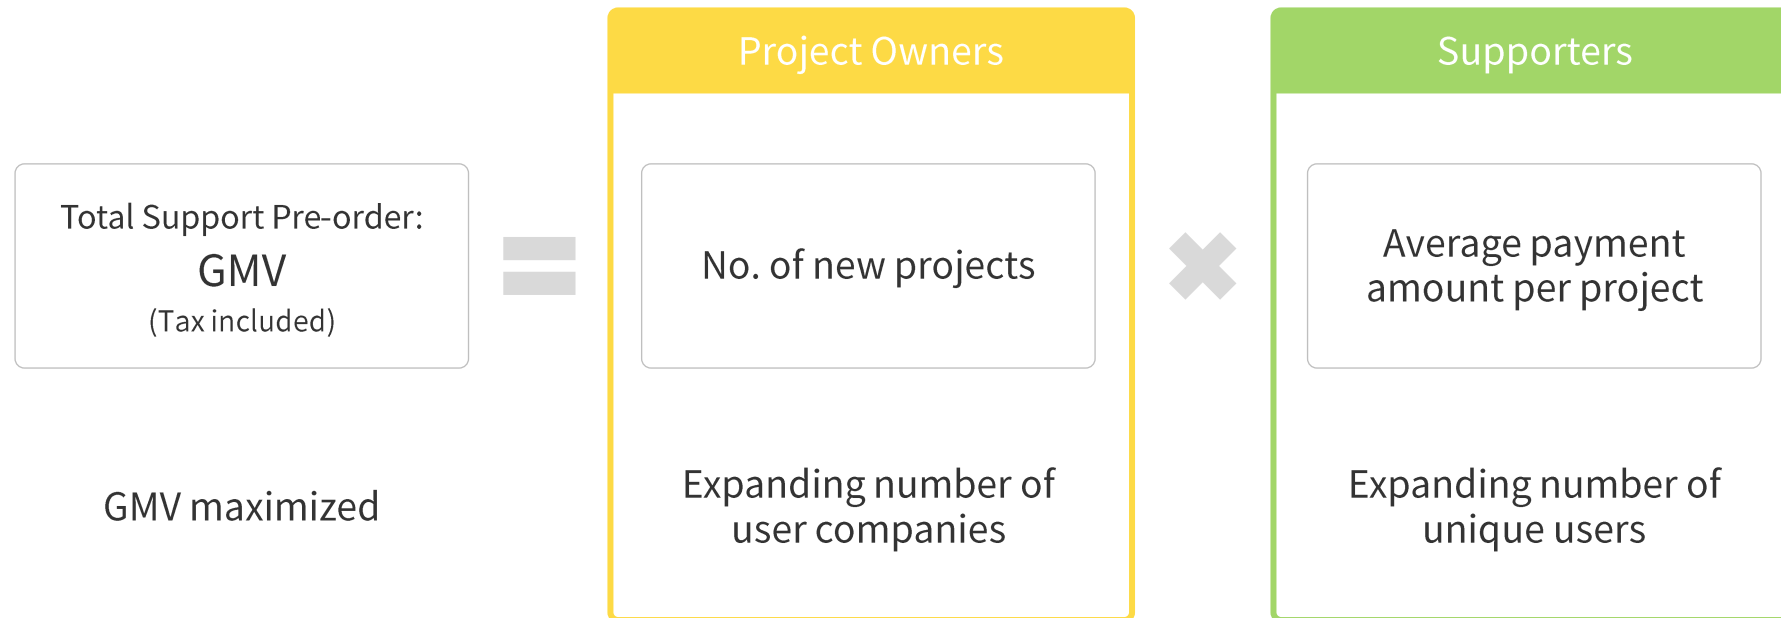 Project Owners
Supporters
Total Support Pre-order:
GMV
(Tax included)
No. of new projects
Average payment
amount per project
GMV maximized
Expanding number of
user companies
Expanding number of
unique users